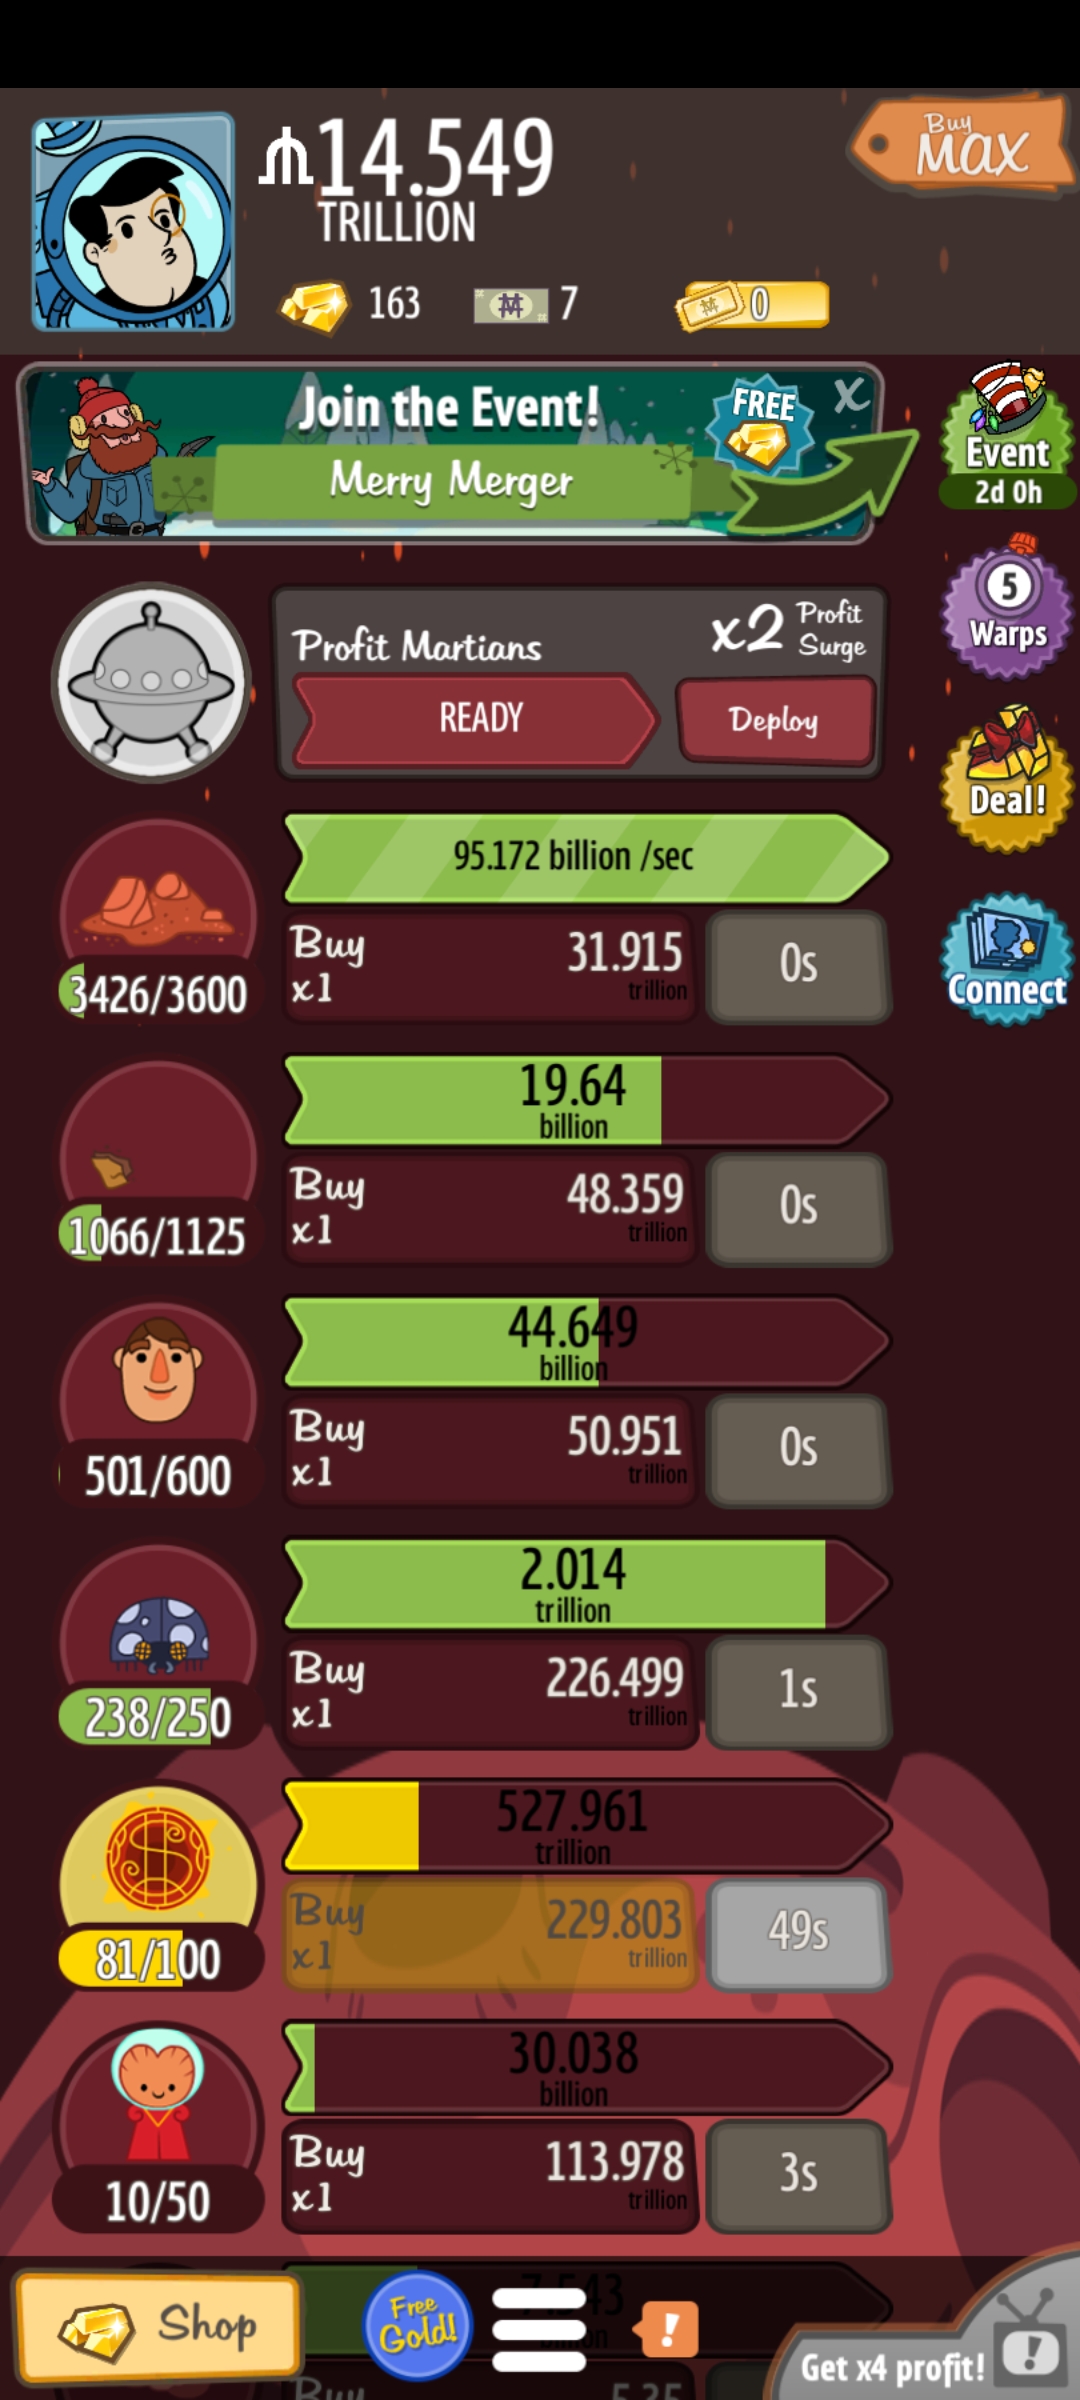 Buy
MAX
14.549
TRILLION
163
7
0
Join the Event!
Merry Merger
FREE
X
Event
2d 0h
5
Warps
Deal!
Connect
Profit Martians
x2 Profit
Surge
READY
Deploy
95.172 billion /sec
Buy
x1
31.915
trillion
0s
3426/3600
19.64
billion
Buy
x1
48.359
trillion
0s
1066/1125
44.649
billion
Buy
x1
50.951
trillion
0s
501/600
2.014
trillion
Buy
x1
226.499
trillion
1s
238/250
527.961
trillion
Buy
x1
229.803
trillion
49s
81/100
30.038
billion
Buy
x1
113.978
trillion
3s
10/50
Shop
Free
Gold!
!
Get x4 profit!
!
Buy